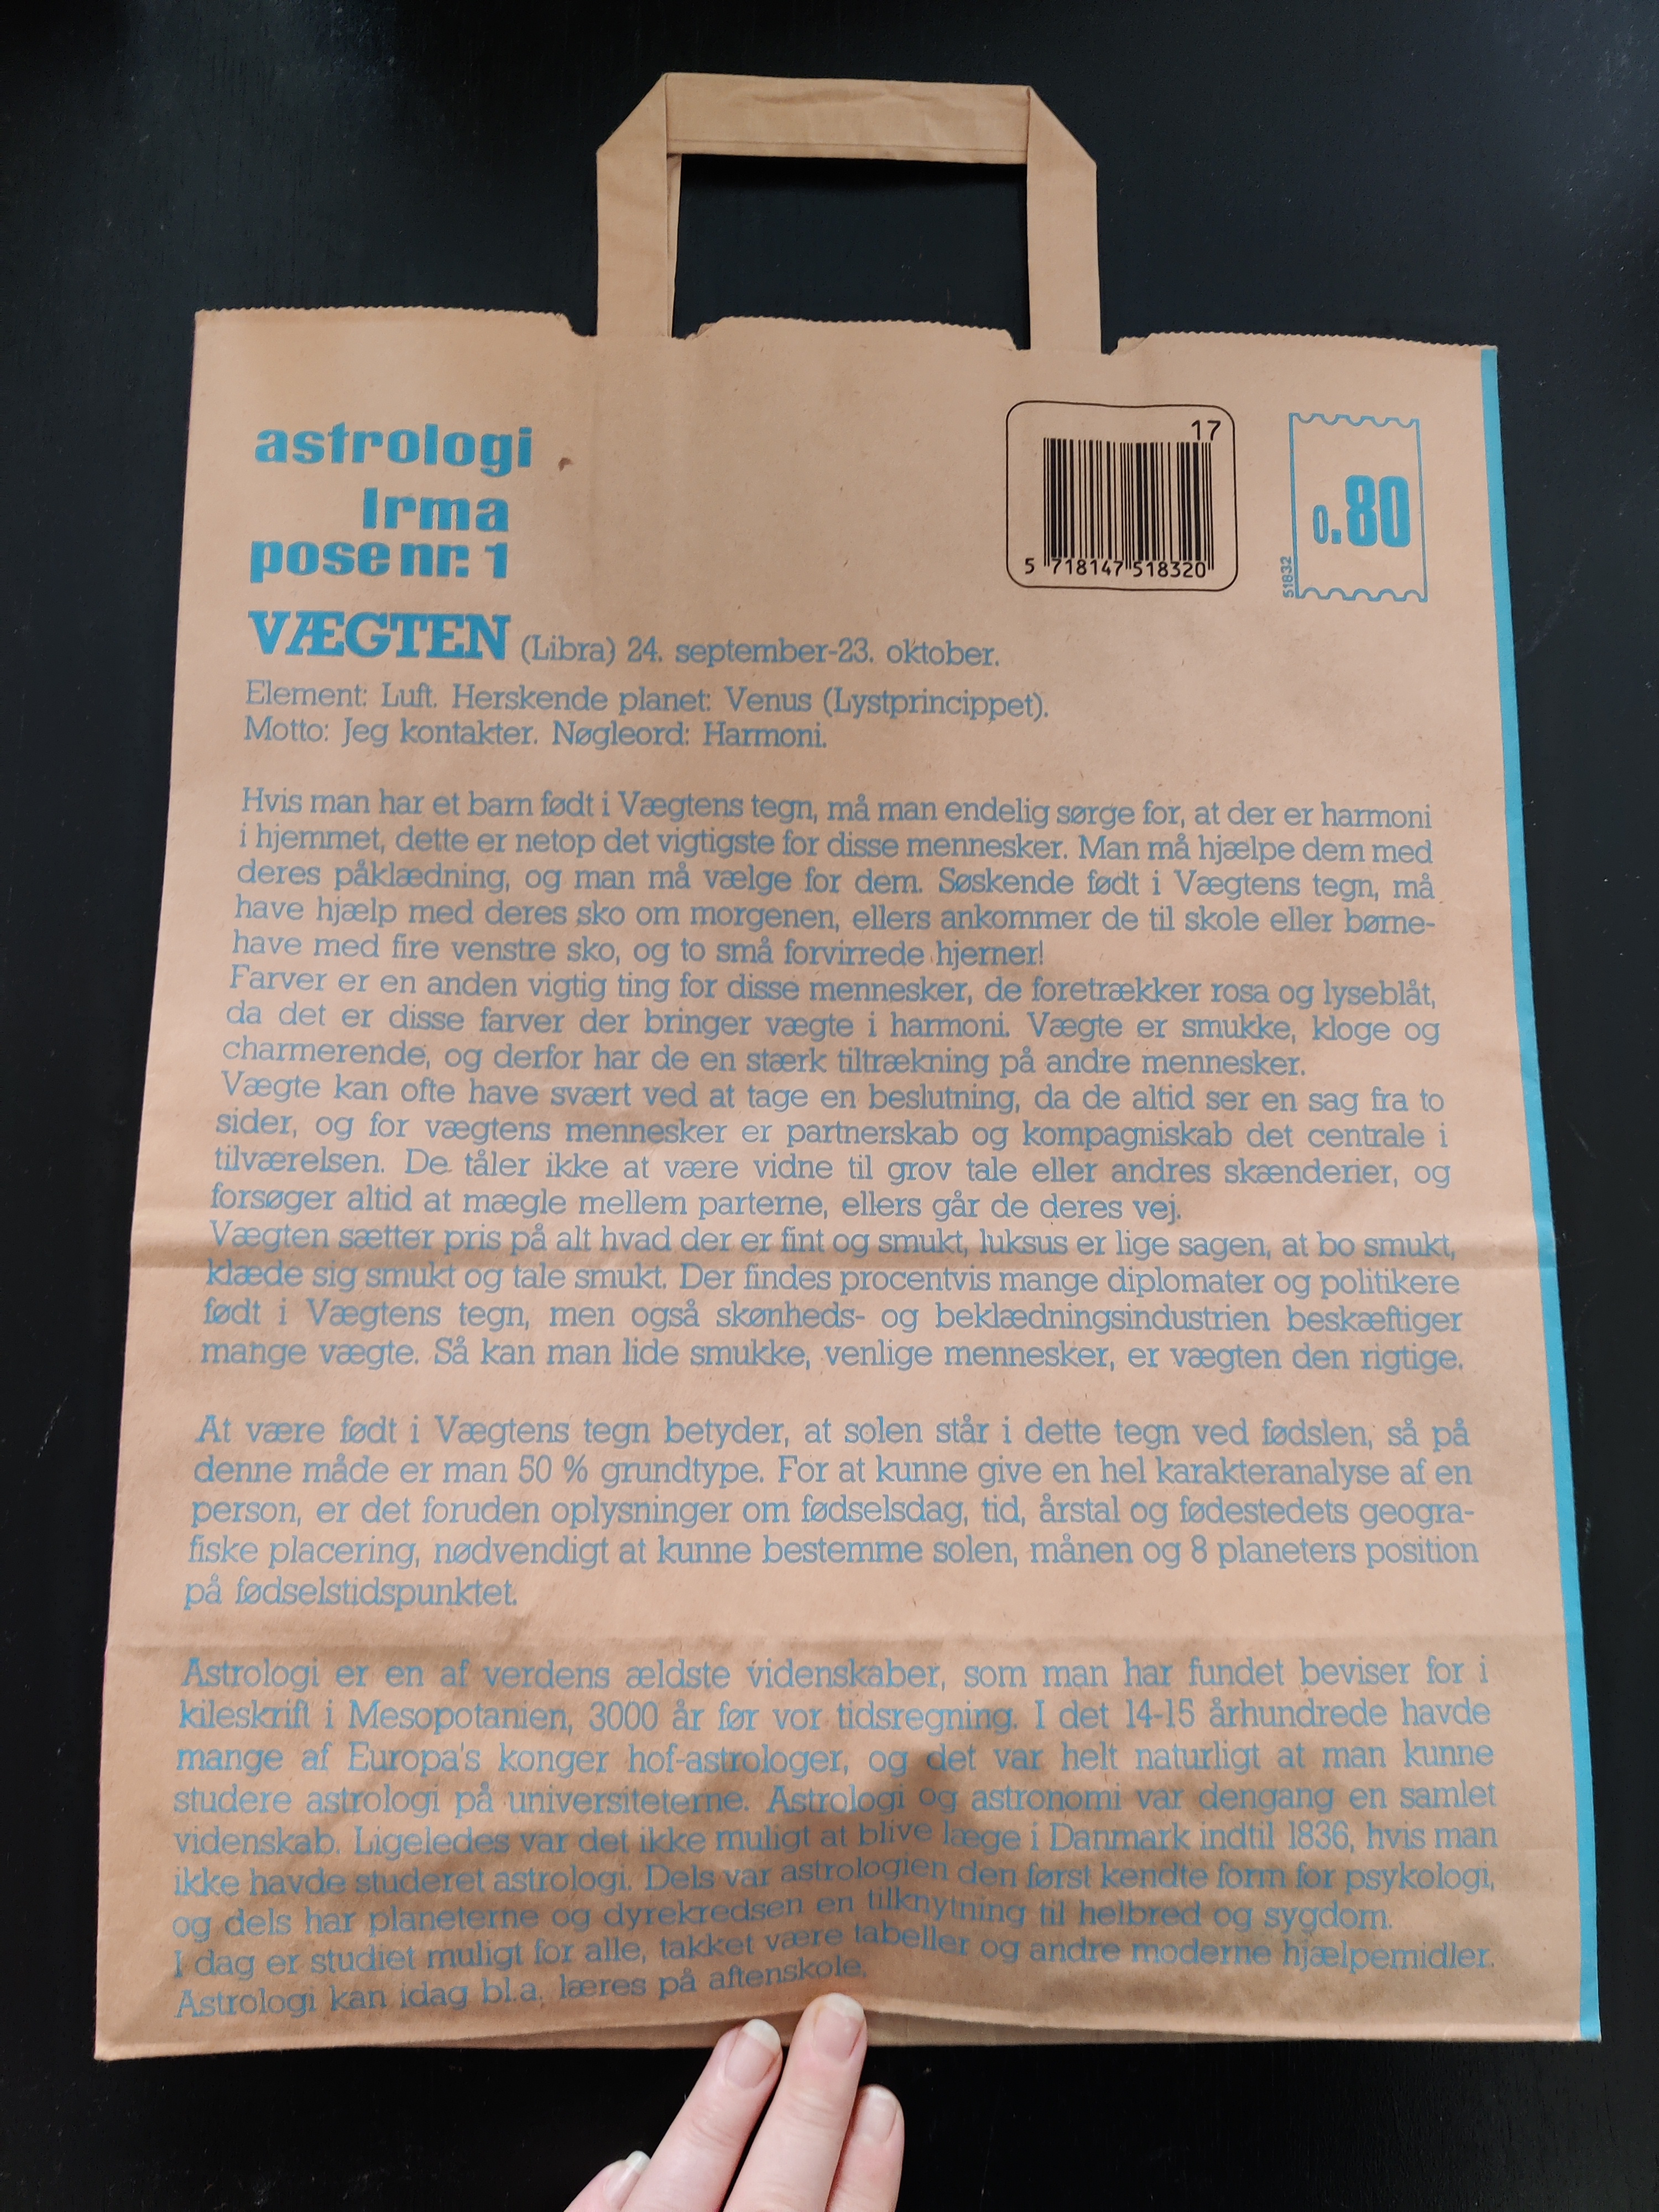 astrologi
Irma
pose nr. 1
17
5 718147 518320
0.80
51832
VÆGTEN (Libra) 24. september-23. oktober.
Element: Luft. Herskende planet: Venus (Lystprincippet).
Motto: Jeg kontakter. Nøgleord: Harmoni.
Hvis man har et barn født i Vægtens tegn, må man endelig sørge for, at der er harmoni
i hjemmet, dette er netop det vigtigste for disse mennesker. Man må hjælpe dem med
deres påklædning, og man må vælge for dem. Søskende født i Vægtens tegn, må
have hjælp med deres sko om morgenen, ellers ankommer de til skole eller børne-
have med fire venstre sko, og to små forvirrede hjerner!
Farver er en anden vigtig ting for disse mennesker, de foretrækker rosa og lyseblåt,
da det er disse farver der bringer vægte i harmoni. Vægte er smukke, kloge og
charmerende, og derfor har de en stærk tiltrækning på andre mennesker.
Vægte kan ofte have svært ved at tage en beslutning, da de altid ser en sag fra to
sider, og for vægtens mennesker er partnerskab og kompagniskab det centrale i
tilværelsen. De tåler ikke at være vidne til grov tale eller andres skænderier, og
forsøger altid at mægle mellem parterne, ellers går de deres vej.
Vægten sætter pris på alt hvad der er fint og smukt, luksus er lige sagen, at bo smukt,
klæde sig smukt og tale smukt. Der findes procentvis mange diplomater og politikere
født i Vægtens tegn, men også skønheds- og beklædningsindustrien beskæftiger
mange vægte. Så kan man lide smukke, venlige mennesker, er vægten den rigtige.
At være født i Vægtens tegn betyder, at solen står i dette tegn ved fødslen, så på
denne måde er man 50 % grundtype. For at kunne give en hel karakteranalyse af en
person, er det foruden oplysninger om fødselsdag, tid, årstal og fødestedets geogra-
fiske placering, nødvendigt at kunne bestemme solen, månen og 8 planeters position
på fødselstidspunktet.
Astrologi er en af verdens ældste videnskaber, som man har fundet beviser for i
kileskrift i Mesopotanien, 3000 år før vor tidsregning. I det 14-15 århundrede havde
mange af Europa's konger hof-astrologer, og det var helt naturligt at man kunne
studere astrologi på universiteterne. Astrologi og astronomi var dengang en samlet
videnskab. Ligeledes var det ikke muligt at blive læge i Danmark indtil 1836, hvis man
ikke havde studeret astrologi. Dels var astrologien den først kendte form for psykologi,
og dels har planeterne og dyrekredsen en tilknytning til helbred og sygdom.
I dag er studiet muligt for alle, takket være tabeller og andre moderne hjælpemidler.
Astrologi kan idag bl.a. læres på aftenskole.